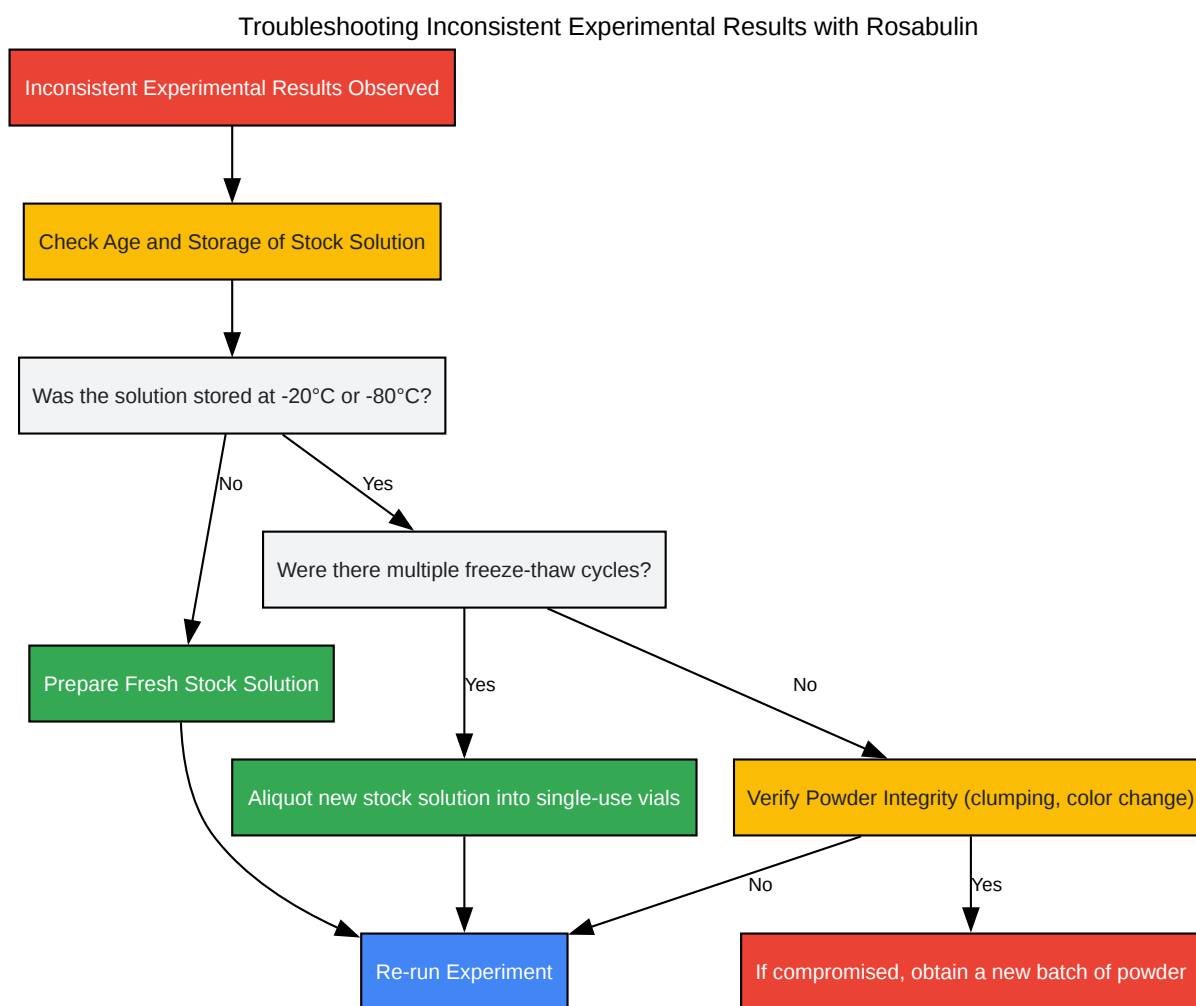 Troubleshooting Inconsistent Experimental Results with Rosabulin
Inconsistent Experimental Results Observed
Check Age and Storage of Stock Solution
Was the solution stored at -20°C or -80°C?
No
Yes
Were there multiple freeze-thaw cycles?
Prepare Fresh Stock Solution
Yes
No
Aliquot new stock solution into single-use vials
Verify Powder Integrity (clumping, color change)
No
Yes
Re-run Experiment
If compromised, obtain a new batch of powder